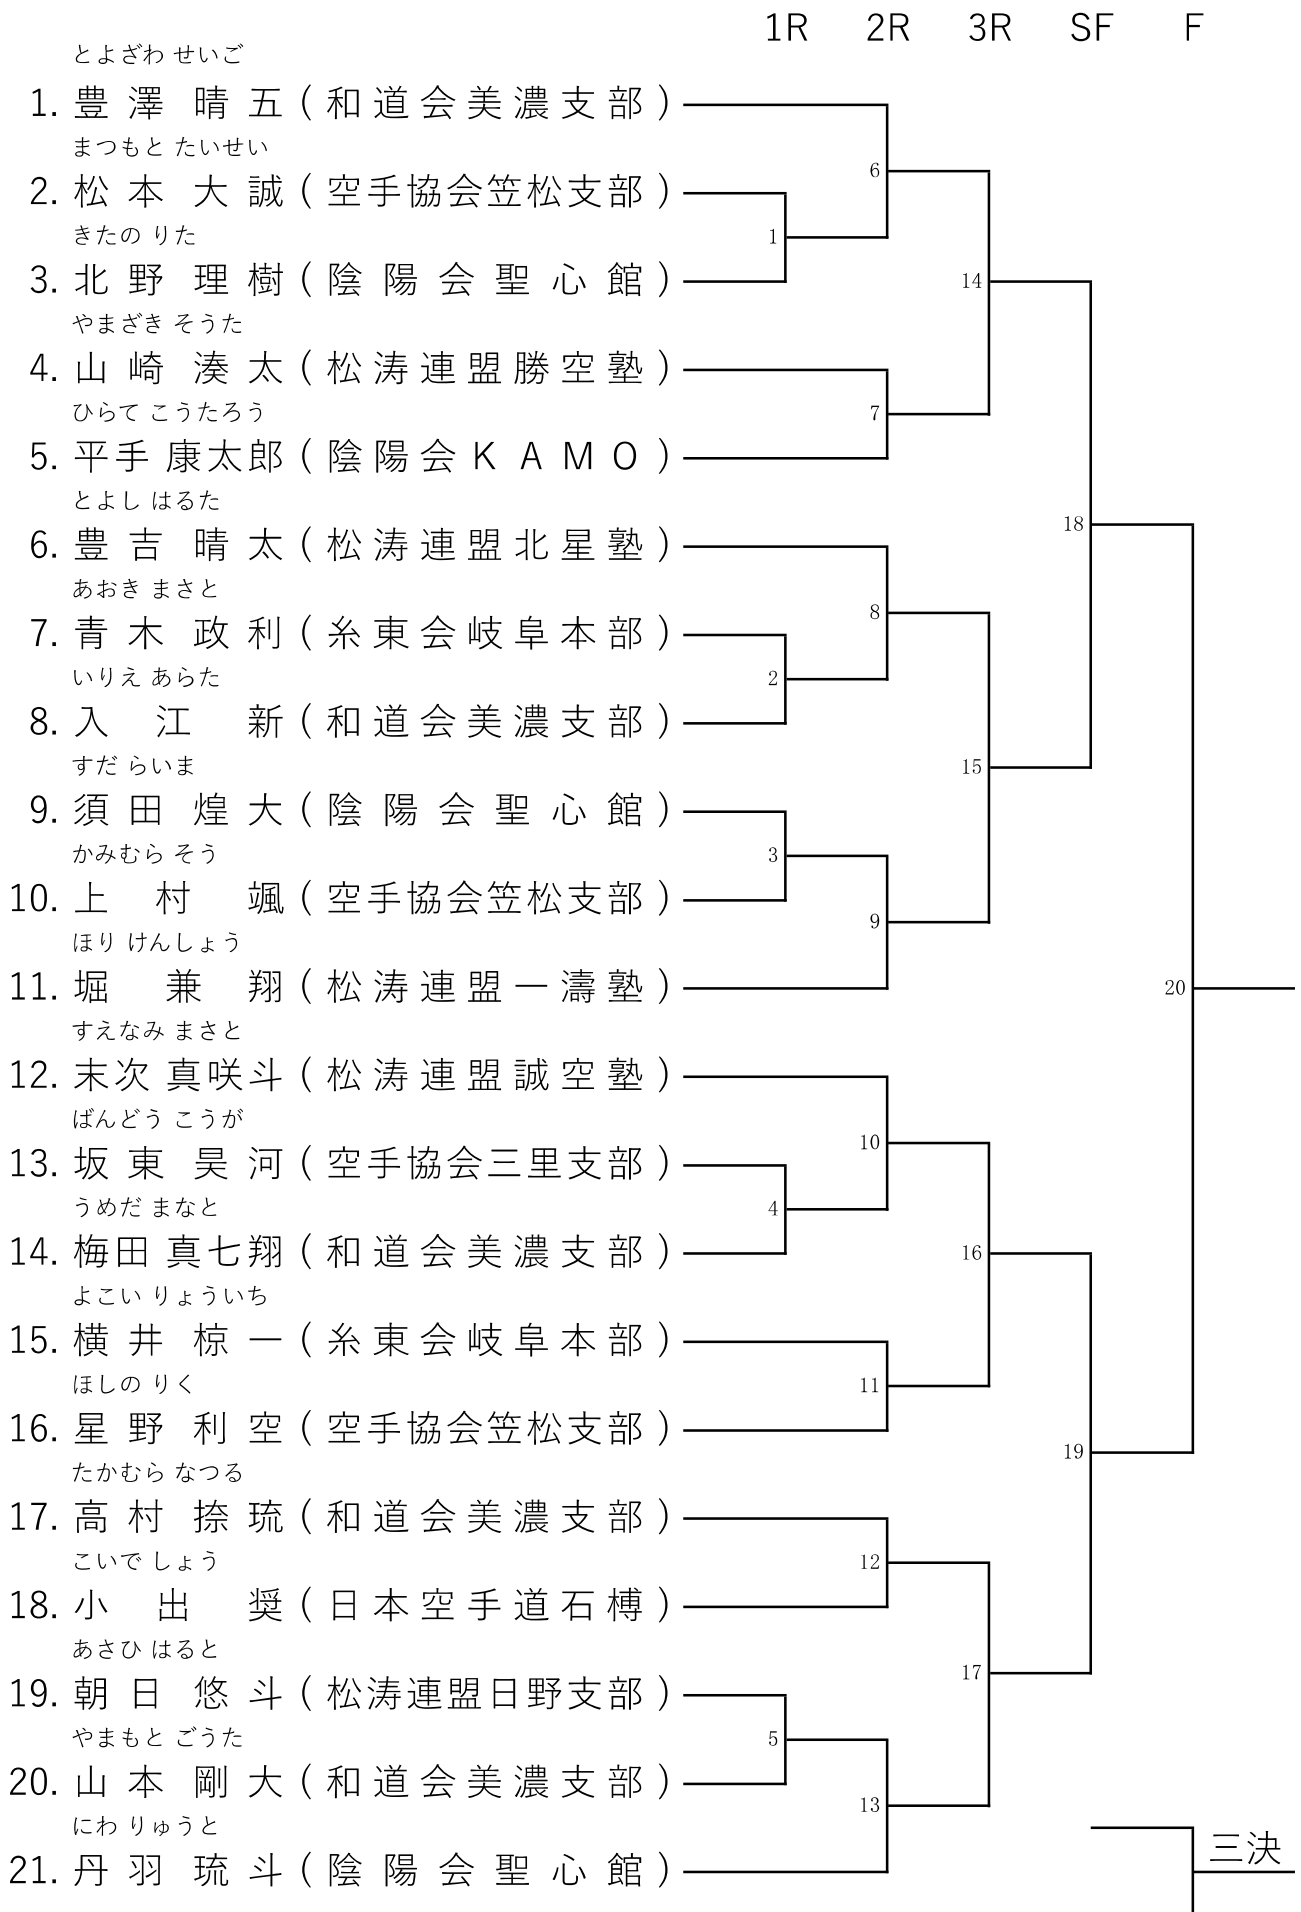 1R 2R 3R SF F
とよざわ せいご
1. 豊澤 晴五(和道会美濃支部)
まつもと たいせい
2. 松本 大誠(空手協会笠松支部)
きたの りた
3. 北野 理樹(陰陽会聖心館)
やまざき そうた
4. 山崎 湊太(松涛連盟勝空塾)
ひらて こうたろう
5. 平手 康太郎(陰陽会KAMO)
とよし はるた
6. 豊吉 晴太(松涛連盟北星塾)
あおき まさと
7. 青木 政利(糸東会岐阜本部)
いりえ あらた
8. 入江 新(和道会美濃支部)
すだ らいま
9. 須田 煌大(陰陽会聖心館)
かみむら そう
10. 上村 颯(空手協会笠松支部)
ほり けんしょう
11. 堀 兼翔(松涛連盟一濤塾)
すえなみ まさと
12. 末次 真咲斗(松涛連盟誠空塾)
ばんどう こうが
13. 坂東 昊河(空手協会三里支部)
うめだ まなと
14. 梅田 真七翔(和道会美濃支部)
よこい りょういち
15. 横井 椋一(糸東会岐阜本部)
ほしの りく
16. 星野 利空(空手協会笠松支部)
たかむら なつる
17. 高村 捺琉(和道会美濃支部)
こいで しょう
18. 小出 奨(日本空手道石榑)
あさひ はると
19. 朝日 悠斗(松涛連盟日野支部)
やまもと ごうた
20. 山本 剛大(和道会美濃支部)
にわ りゅうと
21. 丹羽 琉斗(陰陽会聖心館)
1
2
3
4
5
6
7
8
9
10
11
12
13
14
15
16
17
18
19
20
三決